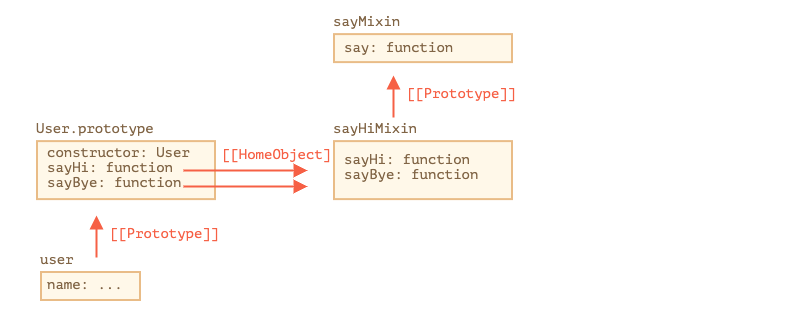 sayMixin
say: function
[[Prototype]]
User.prototype
sayHiMixin
constructor: User
sayHi: function
sayBye: function
[[HomeObject]
sayHi: function
sayBye: function
[[Prototype]]
user
name: ...